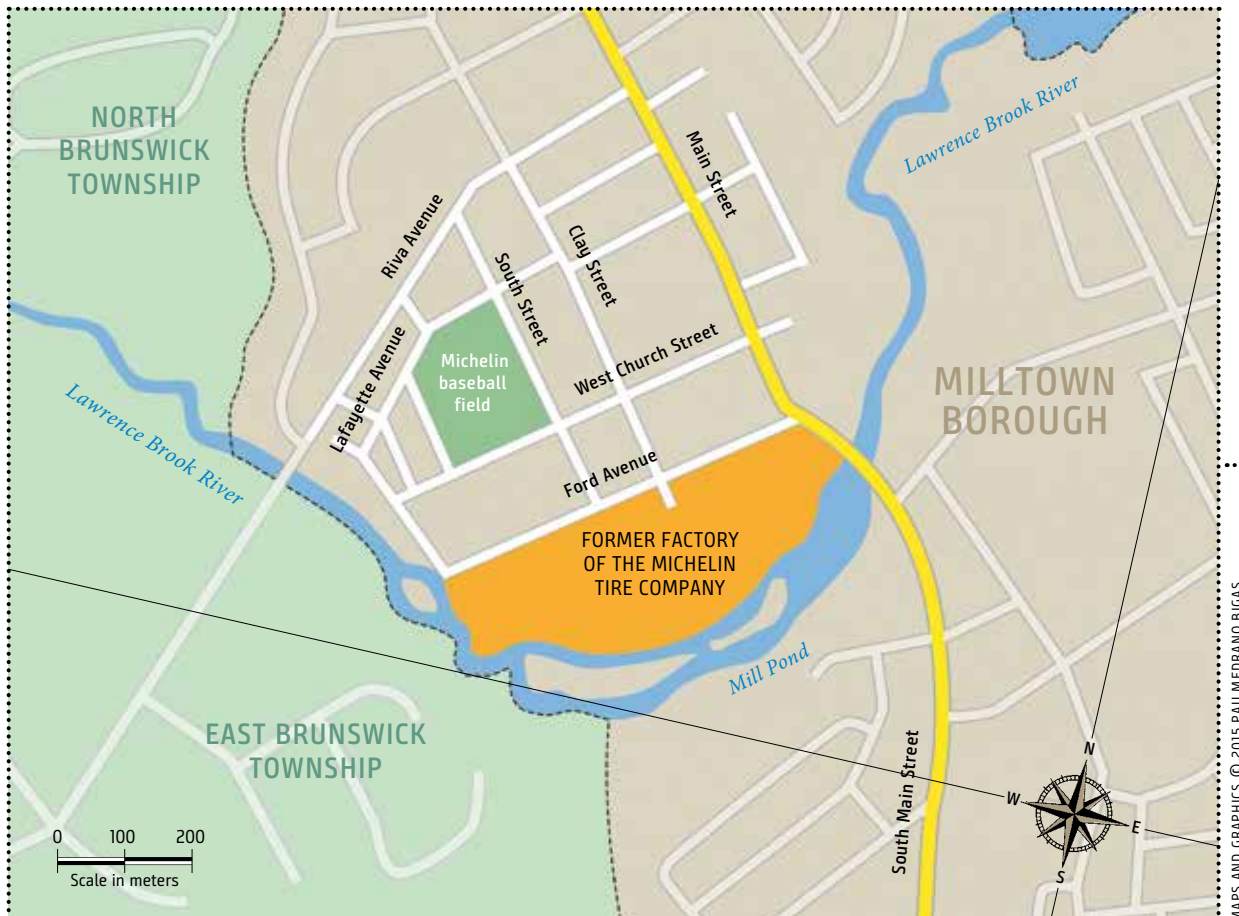 NORTH
BRUNSWICK
TOWNSHIP
Lawrence Brook River
Main Street
Riva Avenue
Clay Street
South Street
Lafayette Avenue
West Church Street
Michelin
baseball
field
MILLTOWN
BOROUGH
Lawrence Brook River
Ford Avenue
FORMER FACTORY
OF THE MICHELIN
TIRE COMPANY
Mill Pond
EAST BRUNSWICK
TOWNSHIP
South Main Street
N
W
E
S
0 100 200
Scale in meters
MAPS AND GRAPHICS © 2015 PAU MEDRANO BIGAS